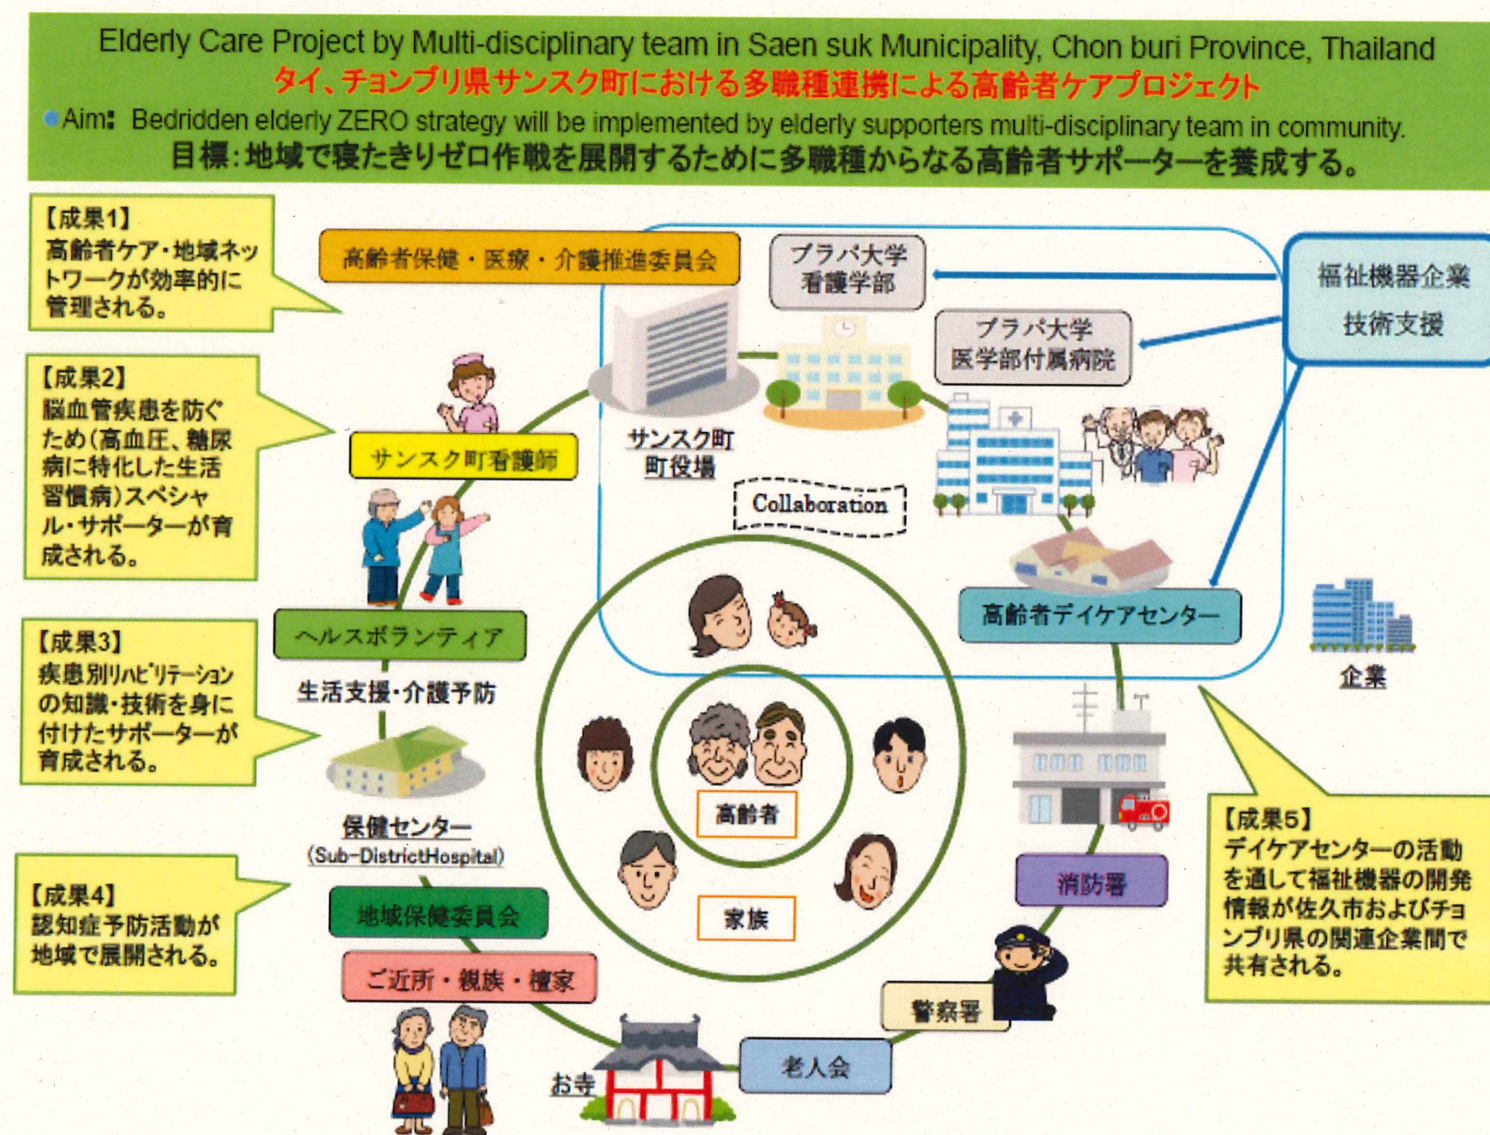 Elderly Care Project by Multi-disciplinary team in Saen suk Municipality, Chon buri Province, Thailand
タイ、チョンブリ県サンスク町における多職種連携による高齢者ケアプロジェクト
Aim: Bedridden elderly ZERO strategy will be implemented by elderly supporters multi-disciplinary team in community.
目標:地域で寝たきりゼロ作戦を展開するために多職種からなる高齢者サポーターを養成する。
【成果1】
高齢者ケア・地域ネッ
トワークが効率的に
管理される。
高齢者保健・医療・介護推進委員会
ブラパ大学
看護学部
ブラパ大学
医学部付属病院
福祉機器企業
技術支援
【成果2】
脳血管疾患を防ぐ
ため(高血圧、糖尿
病に特化した生活
習慣病)スペシャ
ル・サポーターが育
成される。
サンスク町看護師
サンスク町
町役場
Collaboration
高齢者デイケアセンター
企業
ヘルスボランティア
生活支援・介護予防
【成果3】
疾患別リハビリテーション
の知識・技術を身に
付けたサポーターが
育成される。
保健センター
(Sub-DistrictHospital)
高齢者
家族
消防署
【成果4】
認知症予防活動が
地域で展開される。
地域保健委員会
ご近所・親族・檀家
お寺
老人会
警察署
【成果5】
デイケアセンターの活動
を通して福祉機器の開発
情報が佐久市およびチョ
ンブリ県の関連企業間で
共有される。